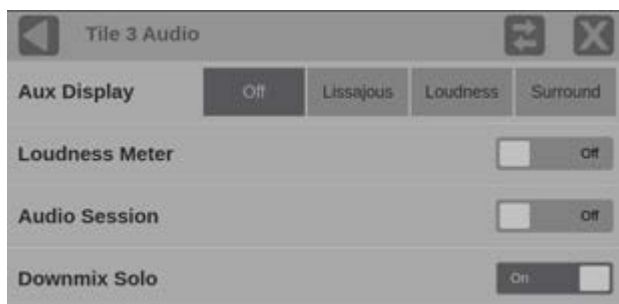 Tile 3 Audio
Aux Display Off Lissajous Loudness Surround
Loudness Meter Off
Audio Session Off
Downmix Solo On